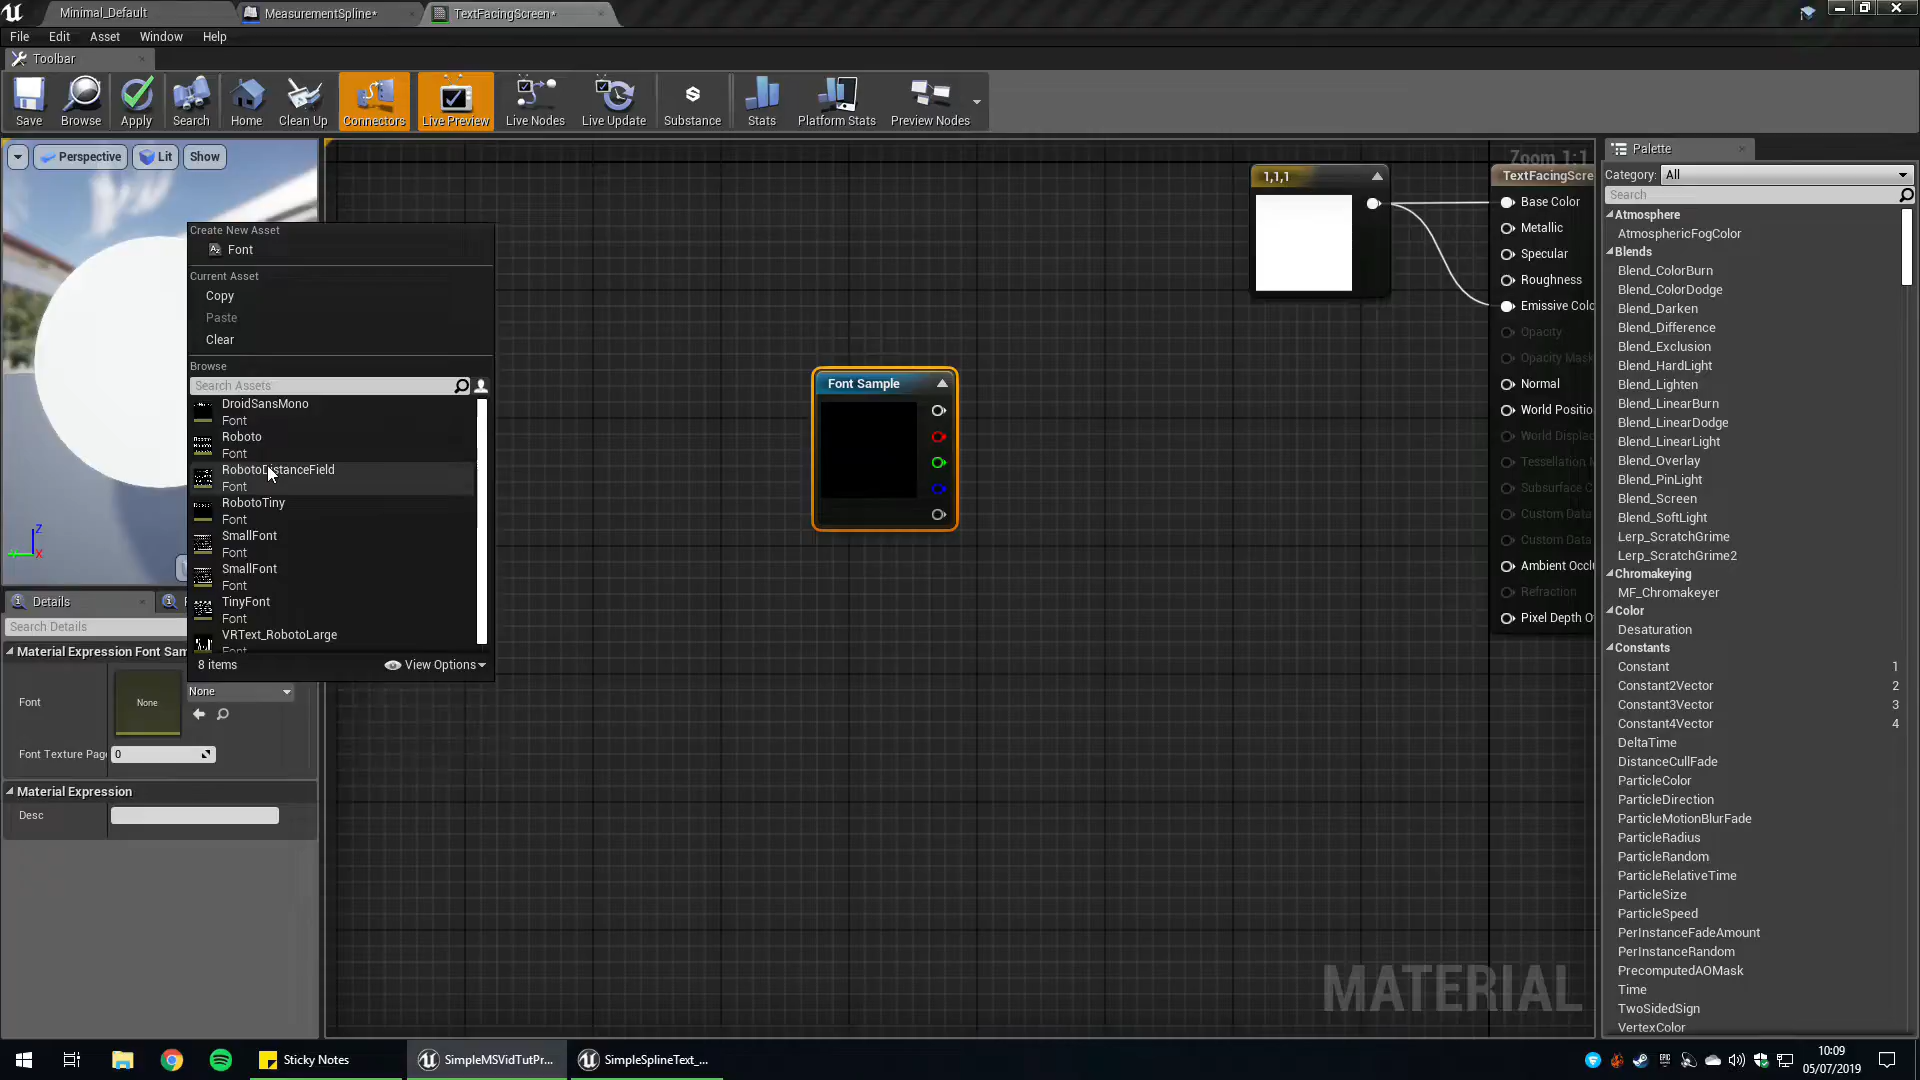 Minimal_Default
MeasurementSpline*
TextFacingScreen*
File
Edit
Asset
Window
Help
Toolbar
Save
Browse
Apply
Search
Home
Clean Up
Connectors
Live Preview
Live Nodes
Live Update
Substance
Stats
Platform Stats
Preview Nodes
Perspective
Lit
Show
Zoom 1:1
Create New Asset
Font
Current Asset
Copy
Paste
Clear
Browse
Search Assets
DroidSansMono
Font
Roboto
Font
RobotoDistanceField
Font
RobotoTiny
Font
SmallFont
Font
SmallFont
Font
TinyFont
Font
VRText_RobotoLarge
Font
8 items
View Options
Z
X
Details
Search Details
Material Expression Font Sam
Font
None
None
Font Texture Pag
0
Material Expression
Desc
Font Sample
1,1,1
TextFacingScre
Base Color
Metallic
Specular
Roughness
Emissive Colo
Opacity
Opacity Mask
Normal
World Positio
World Displac
Tessellation M
Subsurface C
Custom Data
Custom Data
Ambient Occlu
Refraction
Pixel Depth O
MATERIAL
Palette
Category:
All
Search
Atmosphere
AtmosphericFogColor
Blends
Blend_ColorBurn
Blend_ColorDodge
Blend_Darken
Blend_Difference
Blend_Exclusion
Blend_HardLight
Blend_Lighten
Blend_LinearBurn
Blend_LinearDodge
Blend_LinearLight
Blend_Overlay
Blend_PinLight
Blend_Screen
Blend_SoftLight
Lerp_ScratchGrime
Lerp_ScratchGrime2
Chromakeying
MF_Chromakeyer
Color
Desaturation
Constants
Constant 1
Constant2Vector 2
Constant3Vector 3
Constant4Vector 4
DeltaTime
DistanceCullFade
ParticleColor
ParticleDirection
ParticleMotionBlurFade
ParticleRadius
ParticleRandom
ParticleRelativeTime
ParticleSize
ParticleSpeed
PerInstanceFadeAmount
PerInstanceRandom
PrecomputedAOMask
Time
TwoSidedSign
VertexColor
Sticky Notes
SimpleMSVidTutPr...
SimpleSplineText_...
10:09
05/07/2019